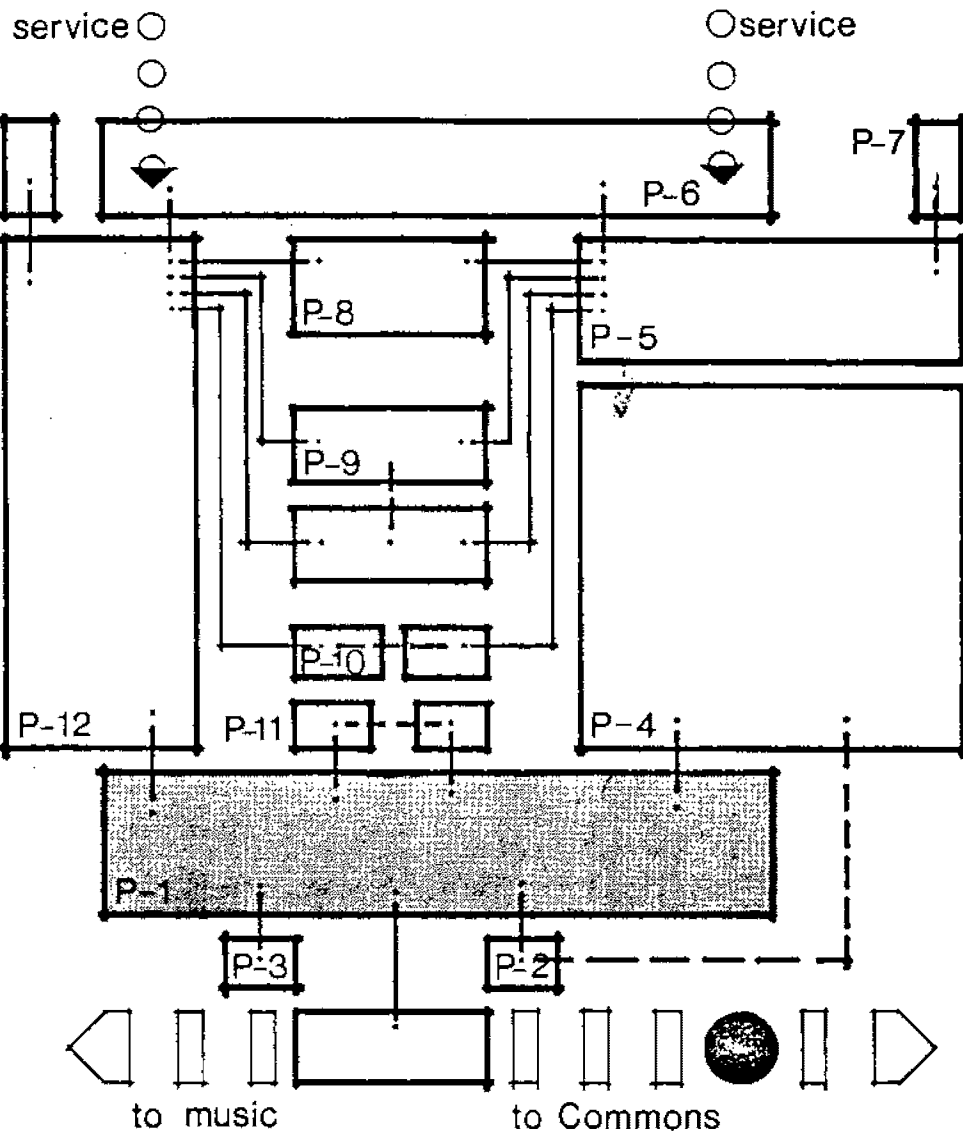 service
service
P-7
P-6
P-8
P-5
P-9
P-10
P-12
P-11
P-4
P-1
P-3
P-2
to music
to Commons